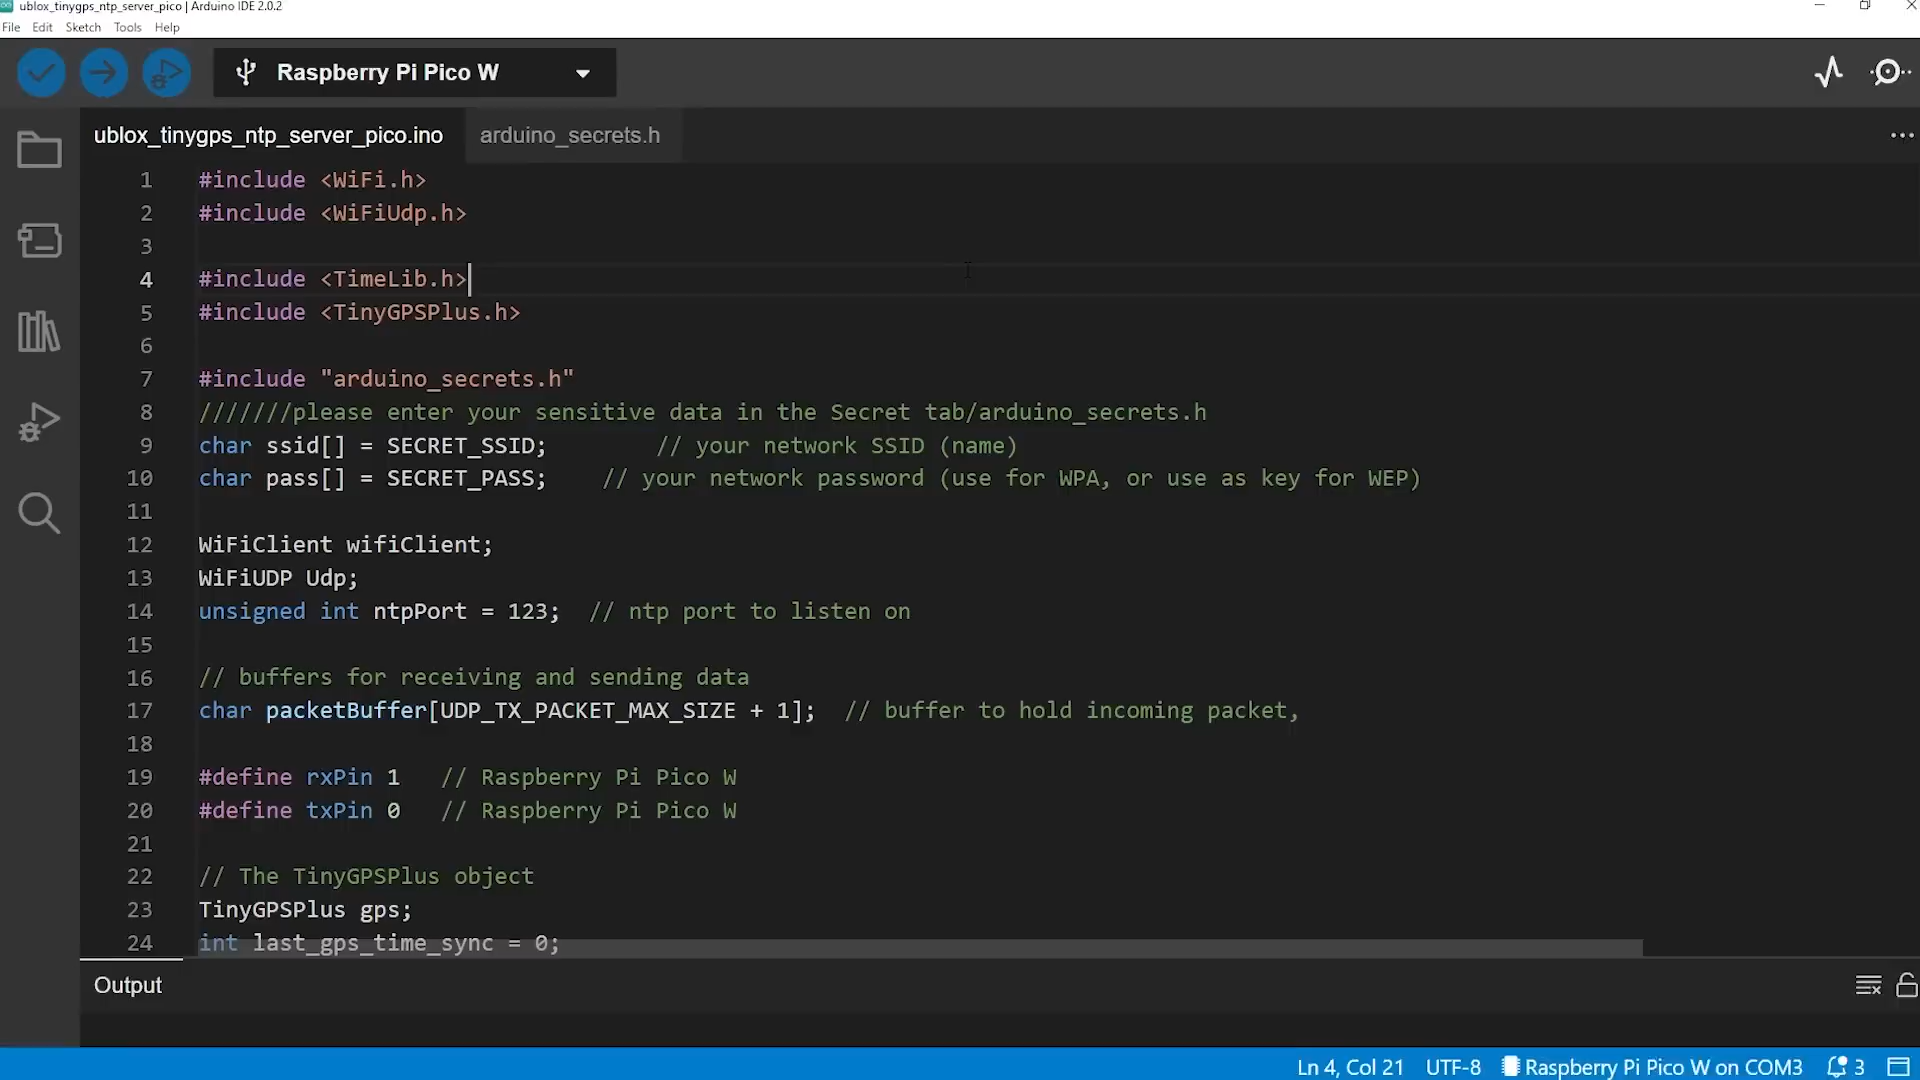 ublox_tinygps_ntp_server_pico | Arduino IDE 2.0.2
File Edit Sketch Tools Help
Raspberry Pi Pico W
ublox_tinygps_ntp_server_pico.ino arduino_secrets.h
1 #include <WiFi.h>
2 #include <WiFiUdp.h>
3
4 #include <TimeLib.h>
5 #include <TinyGPSPlus.h>
6
7 #include "arduino_secrets.h"
8 ///////please enter your sensitive data in the Secret tab/arduino_secrets.h
9 char ssid[] = SECRET_SSID; // your network SSID (name)
10 char pass[] = SECRET_PASS; // your network password (use for WPA, or use as key for WEP)
11
12 WiFiClient wifiClient;
13 WiFiUDP Udp;
14 unsigned int ntpPort = 123; // ntp port to listen on
15
16 // buffers for receiving and sending data
17 char packetBuffer[UDP_TX_PACKET_MAX_SIZE + 1]; // buffer to hold incoming packet,
18
19 #define rxPin 1 // Raspberry Pi Pico W
20 #define txPin 0 // Raspberry Pi Pico W
21
22 // The TinyGPSPlus object
23 TinyGPSPlus gps;
24 int last_gps_time_sync = 0;
Output
Ln 4, Col 21 UTF-8 Raspberry Pi Pico W on COM3 3